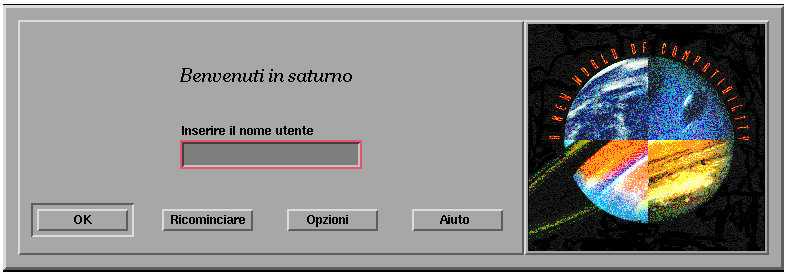 Benvenuti in saturno
Inserire il nome utente
OK
Ricominciare
Opzioni
Aiuto
A NEW WORLD OF COMPATIBILITY